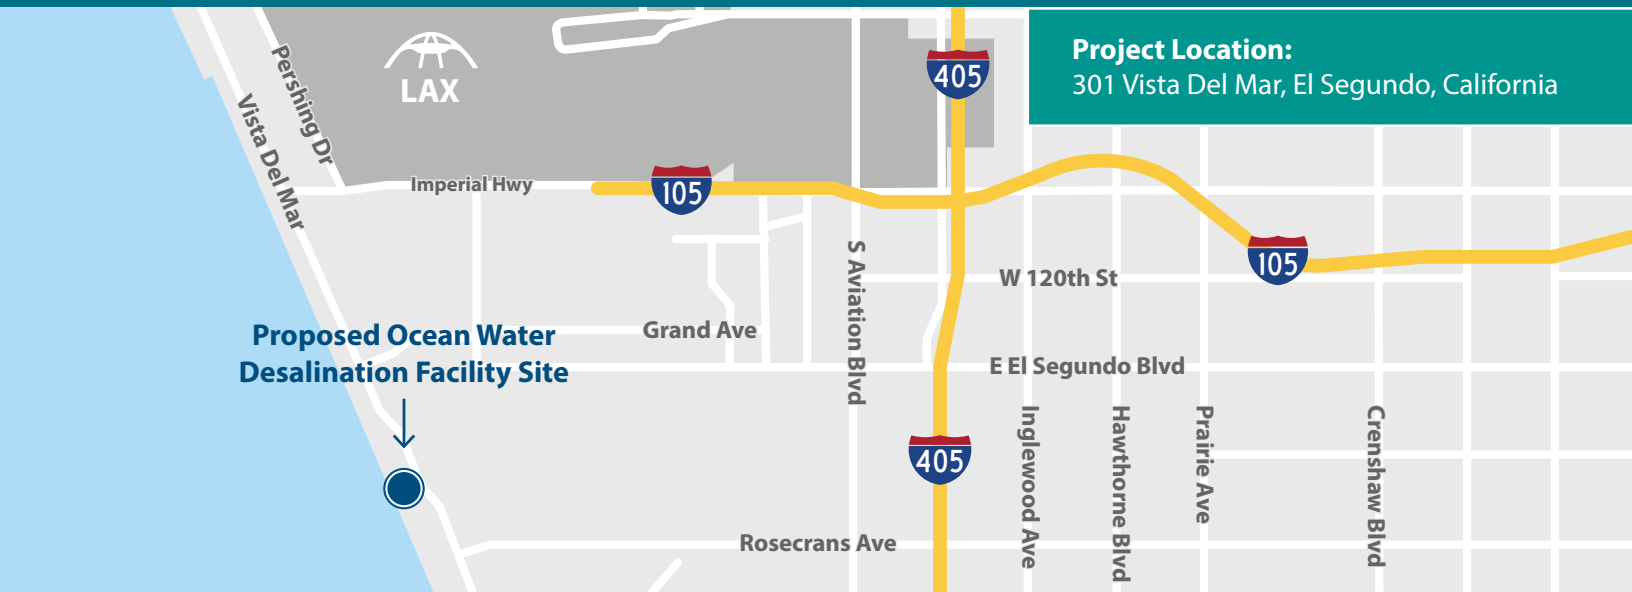 Project Location:
301 Vista Del Mar, El Segundo, California
LAX
405
Pershing Dr
Vista Del Mar
Imperial Hwy
105
105
S Aviation Blvd
W 120th St
Grand Ave
Proposed Ocean Water
Desalination Facility Site
E El Segundo Blvd
405
Inglewood Ave
Hawthorne Blvd
Prairie Ave
Crenshaw Blvd
Rosecrans Ave